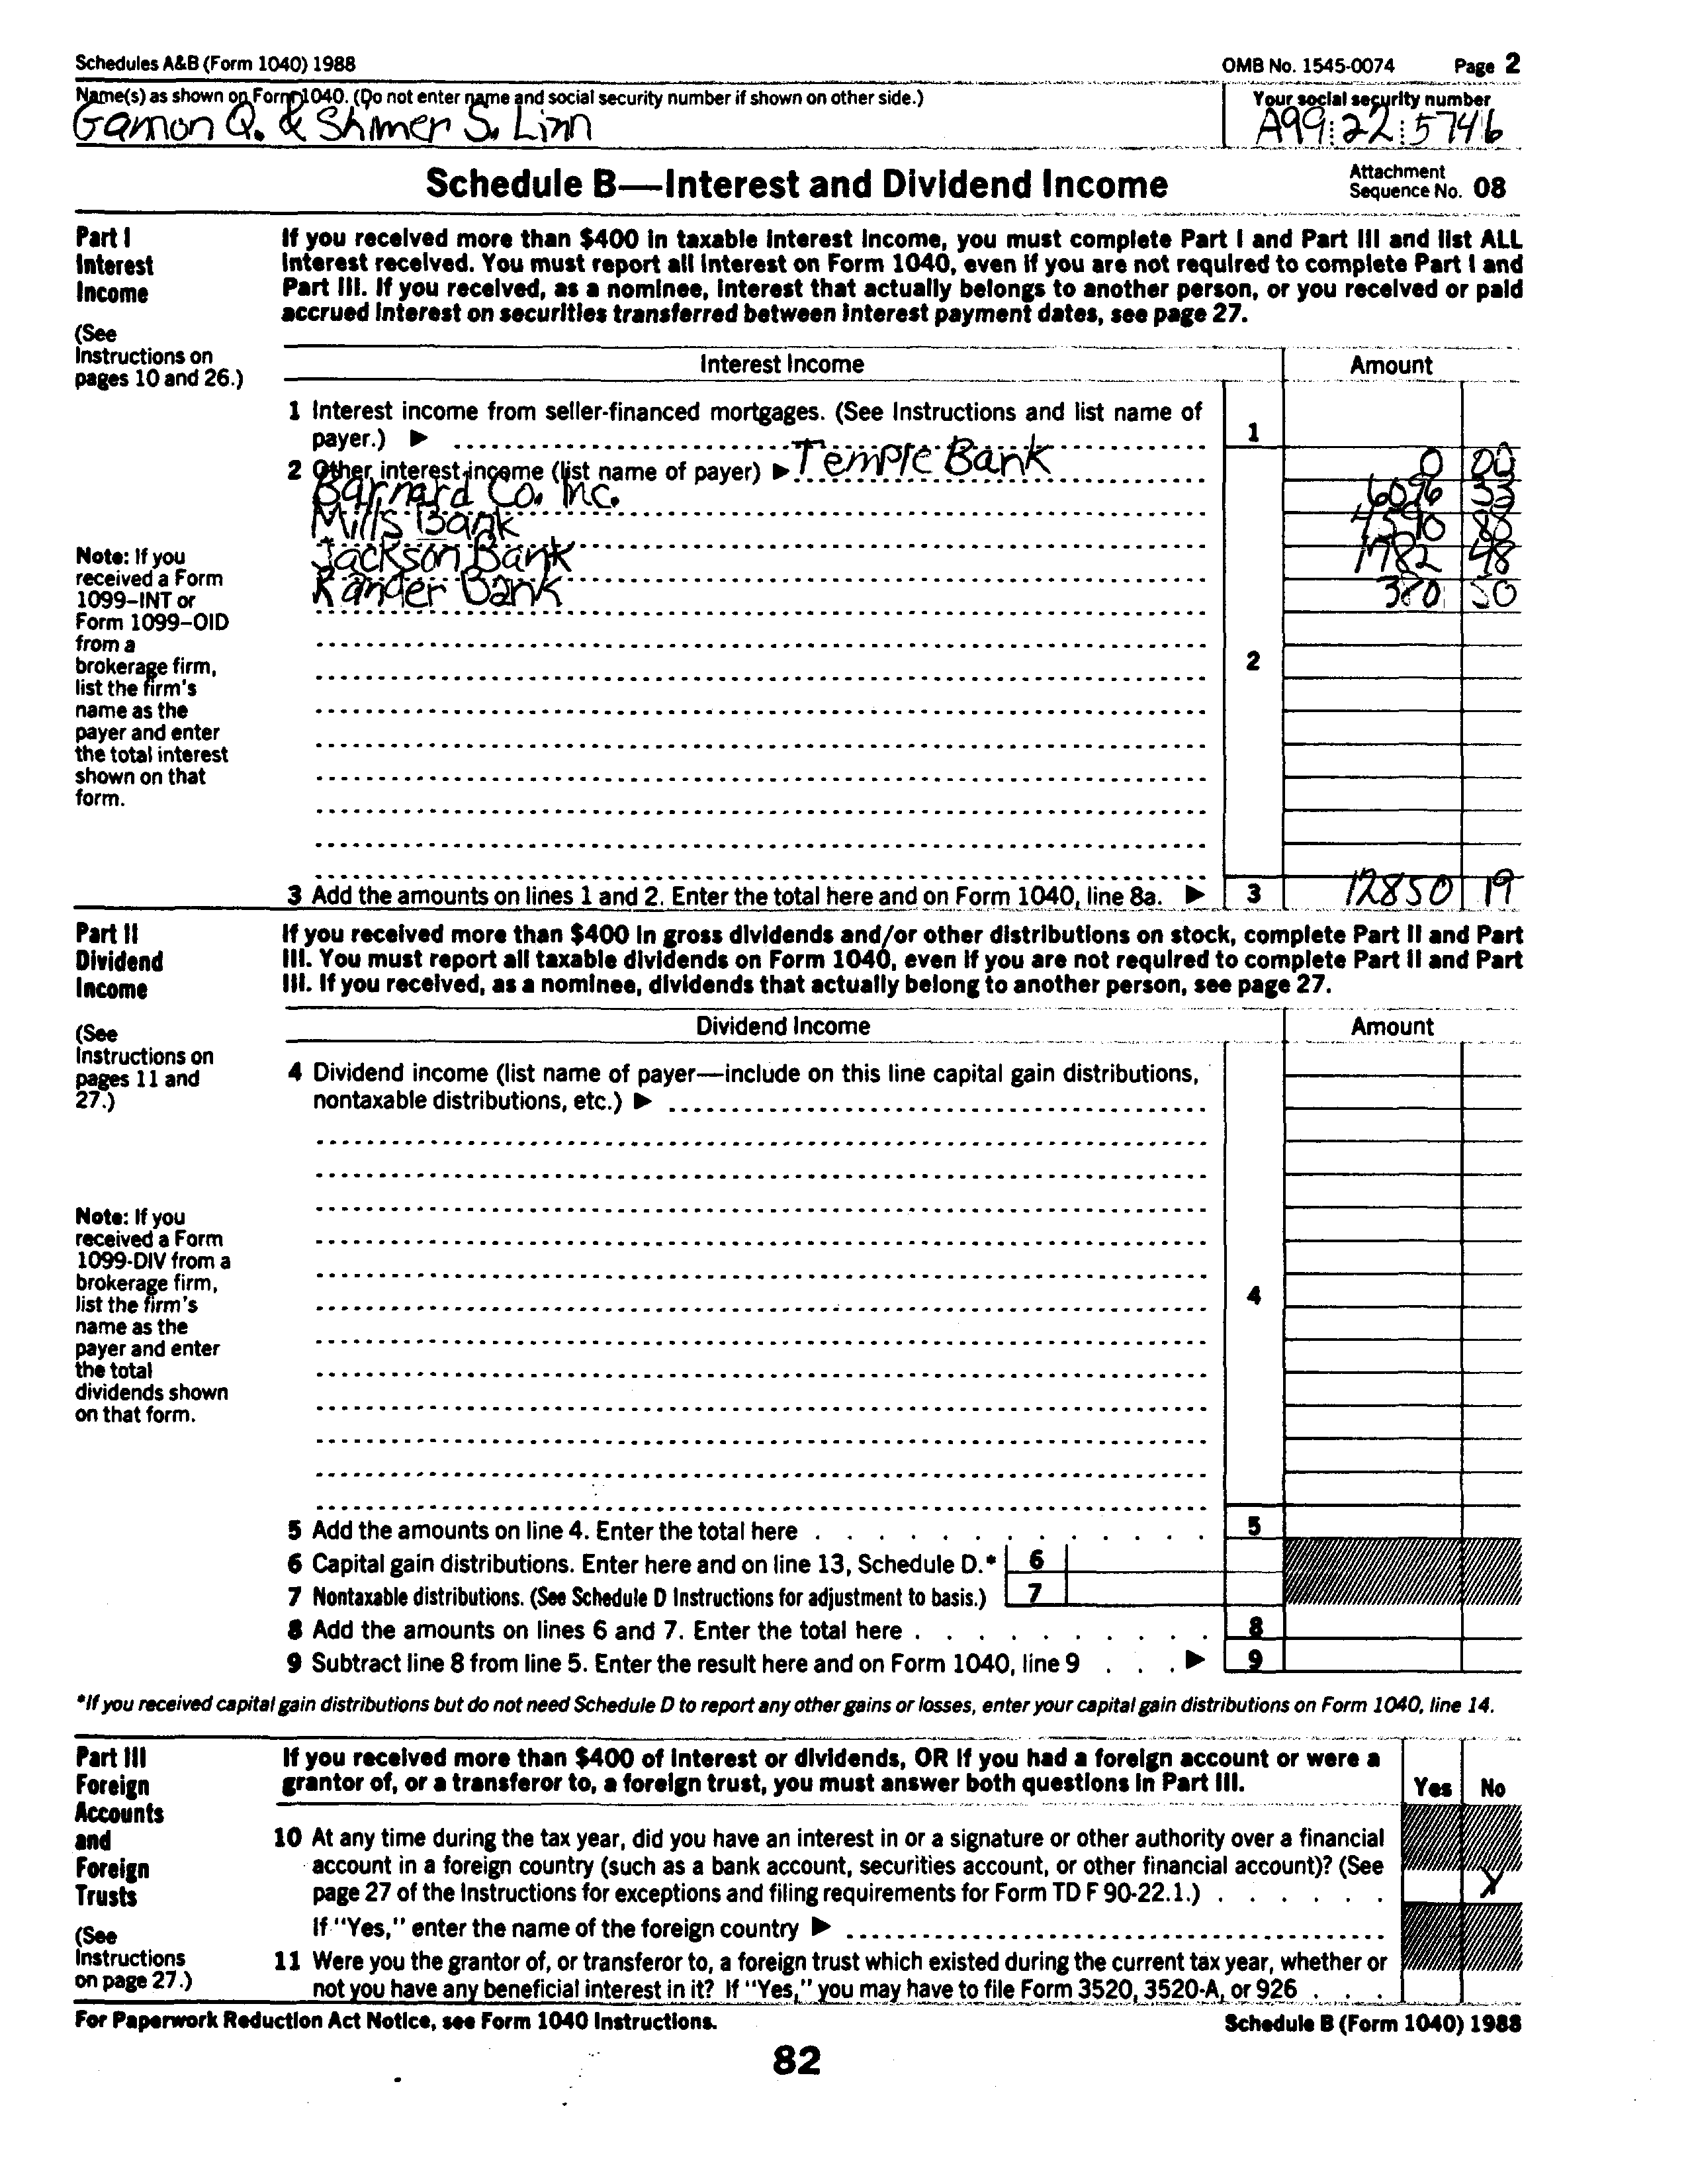 Schedules A&B (Form 1040) 1988 OMB No. 1545-0074 Page 2
Name(s) as shown on Form 1040. (Do not enter name and social security number if shown on other side.) Your social security number
Gamon Q. & Shmer S. Linn A99 22 5746
Schedule B—Interest and Dividend Income Attachment Sequence No. 08
Part I
Interest
Income
(See
Instructions on
pages 10 and 26.)
If you received more than $400 in taxable interest income, you must complete Part I and Part III and list ALL
interest received. You must report all interest on Form 1040, even if you are not required to complete Part I and
Part III. If you received, as a nominee, interest that actually belongs to another person, or you received or paid
accrued interest on securities transferred between interest payment dates, see page 27.
Interest Income Amount
1 Interest income from seller-financed mortgages. (See Instructions and list name of
payer.) ▶ 1
2 Other interest income (list name of payer) ▶ Temple Bank 0 00
Barnard Co. Inc. 6096 33
Mills Bank 4590 88
Jackson Bank 1782 48
Rander Bank 380 50
2
Note: If you
received a Form
1099–INT or
Form 1099–OID
from a
brokerage firm,
list the firm's
name as the
payer and enter
the total interest
shown on that
form.
3 Add the amounts on lines 1 and 2. Enter the total here and on Form 1040, line 8a. ▶ 3 12850 19
Part II
Dividend
Income
(See
Instructions on
pages 11 and
27.)
If you received more than $400 in gross dividends and/or other distributions on stock, complete Part II and Part
III. You must report all taxable dividends on Form 1040, even if you are not required to complete Part II and Part
III. If you received, as a nominee, dividends that actually belong to another person, see page 27.
Dividend Income Amount
4 Dividend income (list name of payer—include on this line capital gain distributions,
nontaxable distributions, etc.) ▶
4
Note: If you
received a Form
1099-DIV from a
brokerage firm,
list the firm's
name as the
payer and enter
the total
dividends shown
on that form.
5 Add the amounts on line 4. Enter the total here 5
6 Capital gain distributions. Enter here and on line 13, Schedule D.* 6
7 Nontaxable distributions. (See Schedule D Instructions for adjustment to basis.) 7
8 Add the amounts on lines 6 and 7. Enter the total here 8
9 Subtract line 8 from line 5. Enter the result here and on Form 1040, line 9 ▶ 9
*If you received capital gain distributions but do not need Schedule D to report any other gains or losses, enter your capital gain distributions on Form 1040, line 14.
Part III
Foreign
Accounts
and
Foreign
Trusts
(See
Instructions
on page 27.)
If you received more than $400 of interest or dividends, OR if you had a foreign account or were a
grantor of, or a transferor to, a foreign trust, you must answer both questions in Part III. Yes No
10 At any time during the tax year, did you have an interest in or a signature or other authority over a financial
account in a foreign country (such as a bank account, securities account, or other financial account)? (See
page 27 of the Instructions for exceptions and filing requirements for Form TD F 90-22.1.) X
If "Yes," enter the name of the foreign country ▶
11 Were you the grantor of, or transferor to, a foreign trust which existed during the current tax year, whether or
not you have any beneficial interest in it? If "Yes," you may have to file Form 3520, 3520-A, or 926
For Paperwork Reduction Act Notice, see Form 1040 Instructions. Schedule B (Form 1040) 1988
82